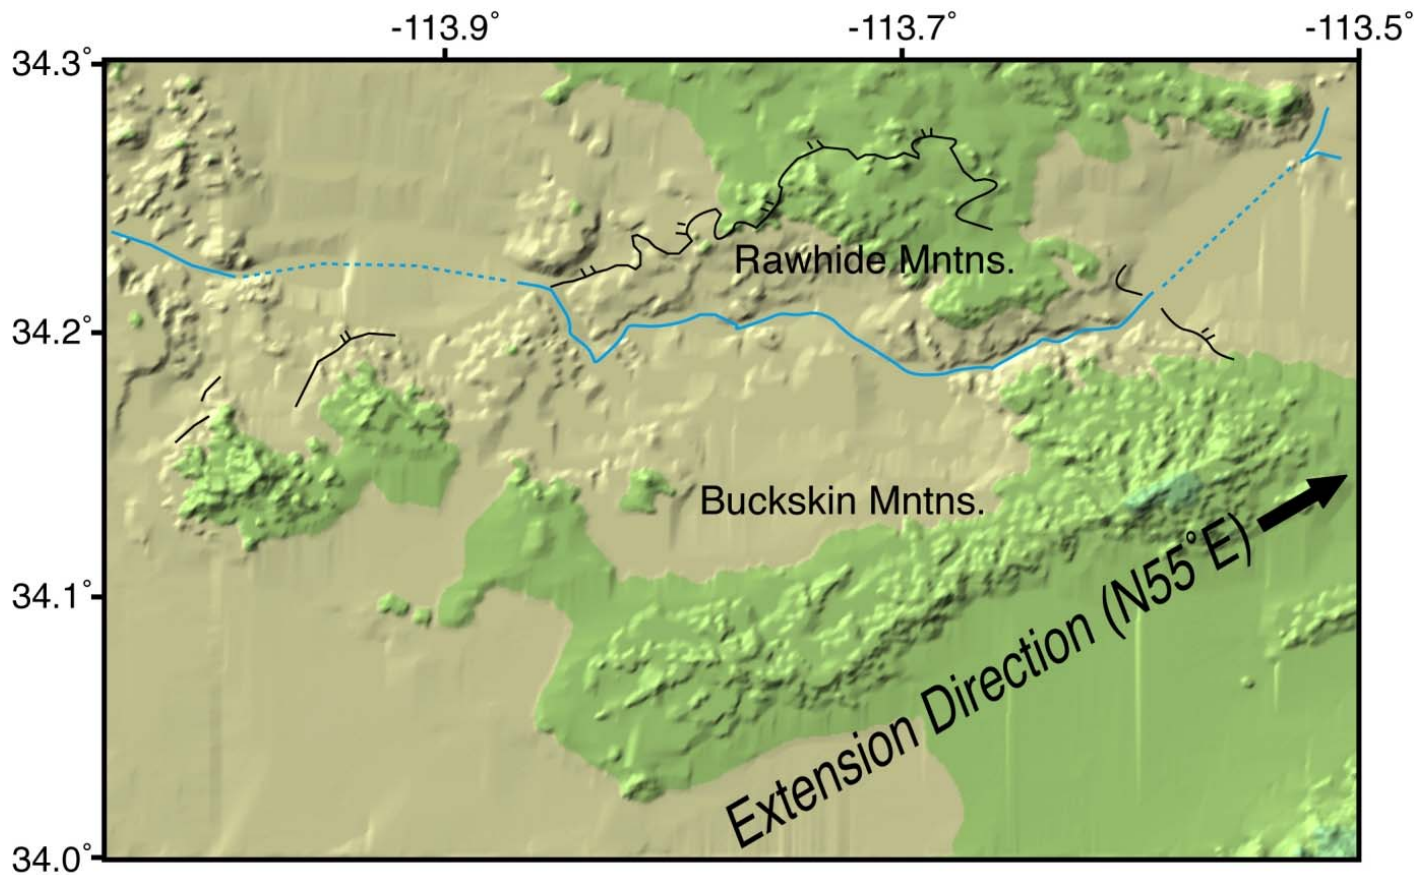 -113.9°
-113.7°
-113.5°
34.3°
Rawhide Mntns.
34.2°
Buckskin Mntns.
Extension Direction (N55°E)
34.1°
34.0°